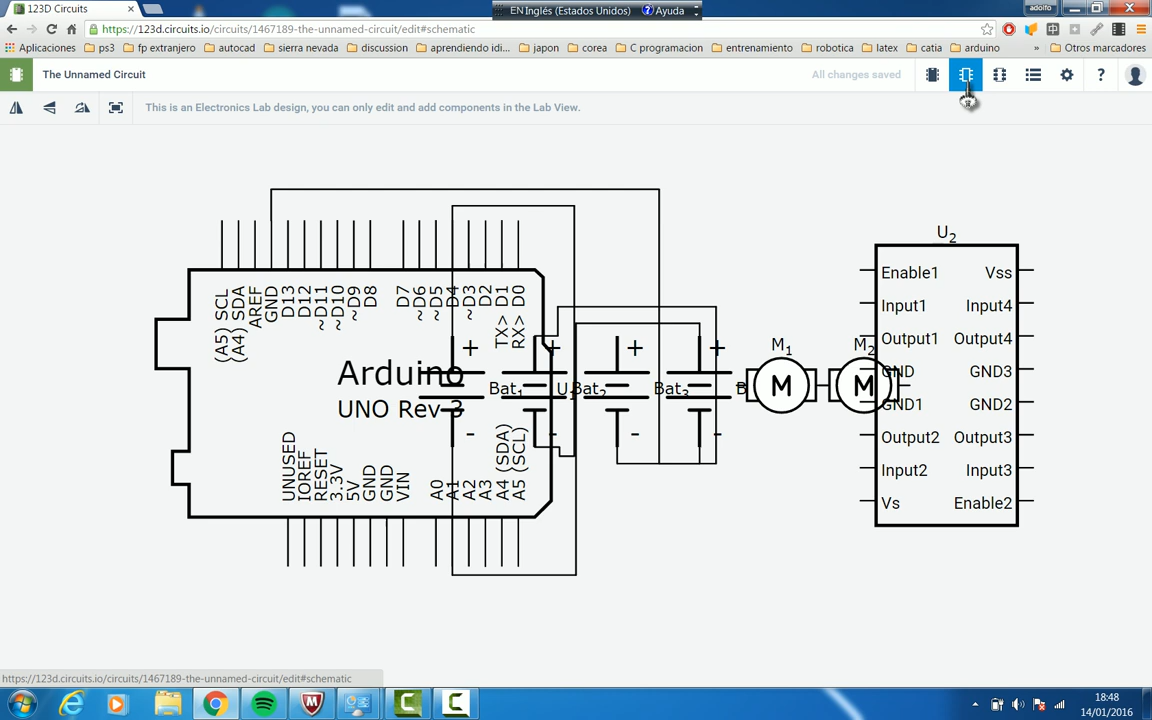 123D Circuits
EN Inglés (Estados Unidos) Ayuda
adolfo
https://123d.circuits.io/circuits/1467189-the-unnamed-circuit/edit#schematic
Aplicaciones ps3 fp extranjero autocad sierra nevada discussion aprendiendo idi... japon corea C programacion entrenamiento robotica latex catia arduino » Otros marcadores
The Unnamed Circuit
All changes saved
?
This is an Electronics Lab design, you can only edit and add components in the Lab View.
(A5) SCL
(A4) SDA
AREF
GND
D13
D12
~D11
~D10
~D9
D8
D7
~D6
~D5
D4
~D3
D2
TX> D1
RX> D0
Arduino
UNO Rev 3
UNUSED
IOREF
RESET
3.3V
5V
GND
GND
VIN
A0
A1
A2
A3
A4 (SDA)
A5 (SCL)
+ + + +
Bat1 U1 Bat2 Bat3 B
- - - -
M1 M2
M M
U2
Enable1 Vss
Input1 Input4
Output1 Output4
GND GND3
GND1 GND2
Output2 Output3
Input2 Input3
Vs Enable2
https://123d.circuits.io/circuits/1467189-the-unnamed-circuit/edit#schematic
18:48
14/01/2016